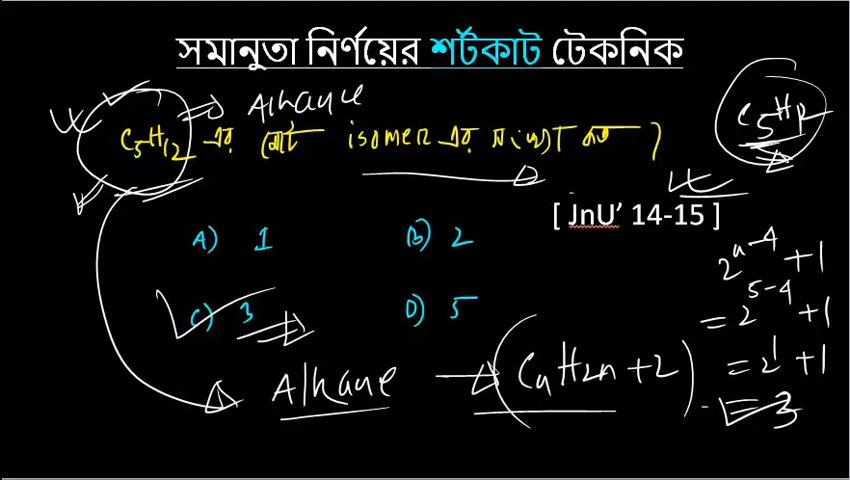 সমানুতা নির্ণয়ের শর্টকাট টেকনিক
Alkane
C5H12
C5H12 এর মোট isomer এর সংখ্যা কত ?
[ JnU' 14-15 ]
A) 1
B) 2
C) 3
D) 5
2^n-4 + 1
= 2^5-4 + 1
= 2^1 + 1
= 3
Alkane → (CnH2n+2)